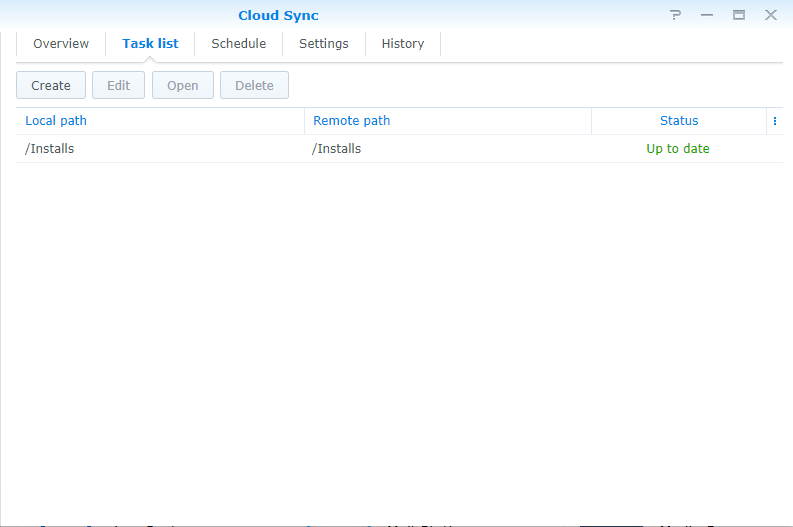 Cloud Sync
Overview Task list Schedule Settings History
Create Edit Open Delete
Local path Remote path Status
/Installs /Installs Up to date